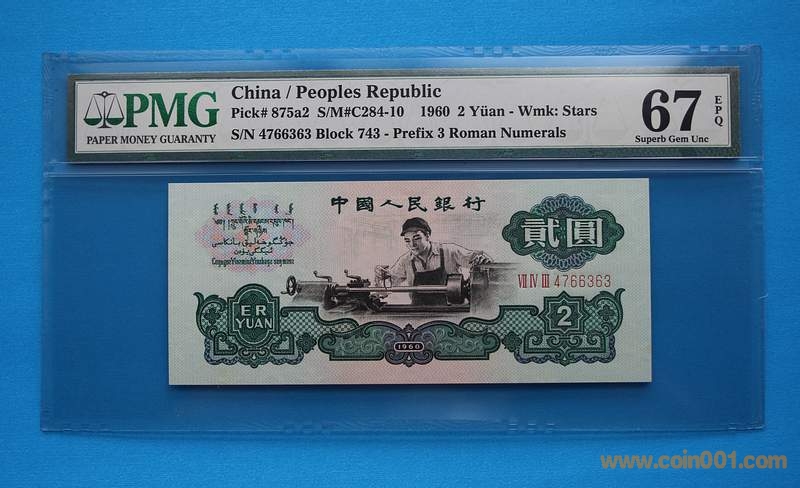 PMG
PAPER MONEY GUARANTY
China / Peoples Republic
Pick# 875a2 S/M#C284-10 1960 2 Yüan - Wmk: Stars
S/N 4766363 Block 743 - Prefix 3 Roman Numerals
67 EPQ
Superb Gem Unc
中國人民銀行
貳圓
VII IV III 4766363
ER
YUAN
1960
2
www.coin001.com